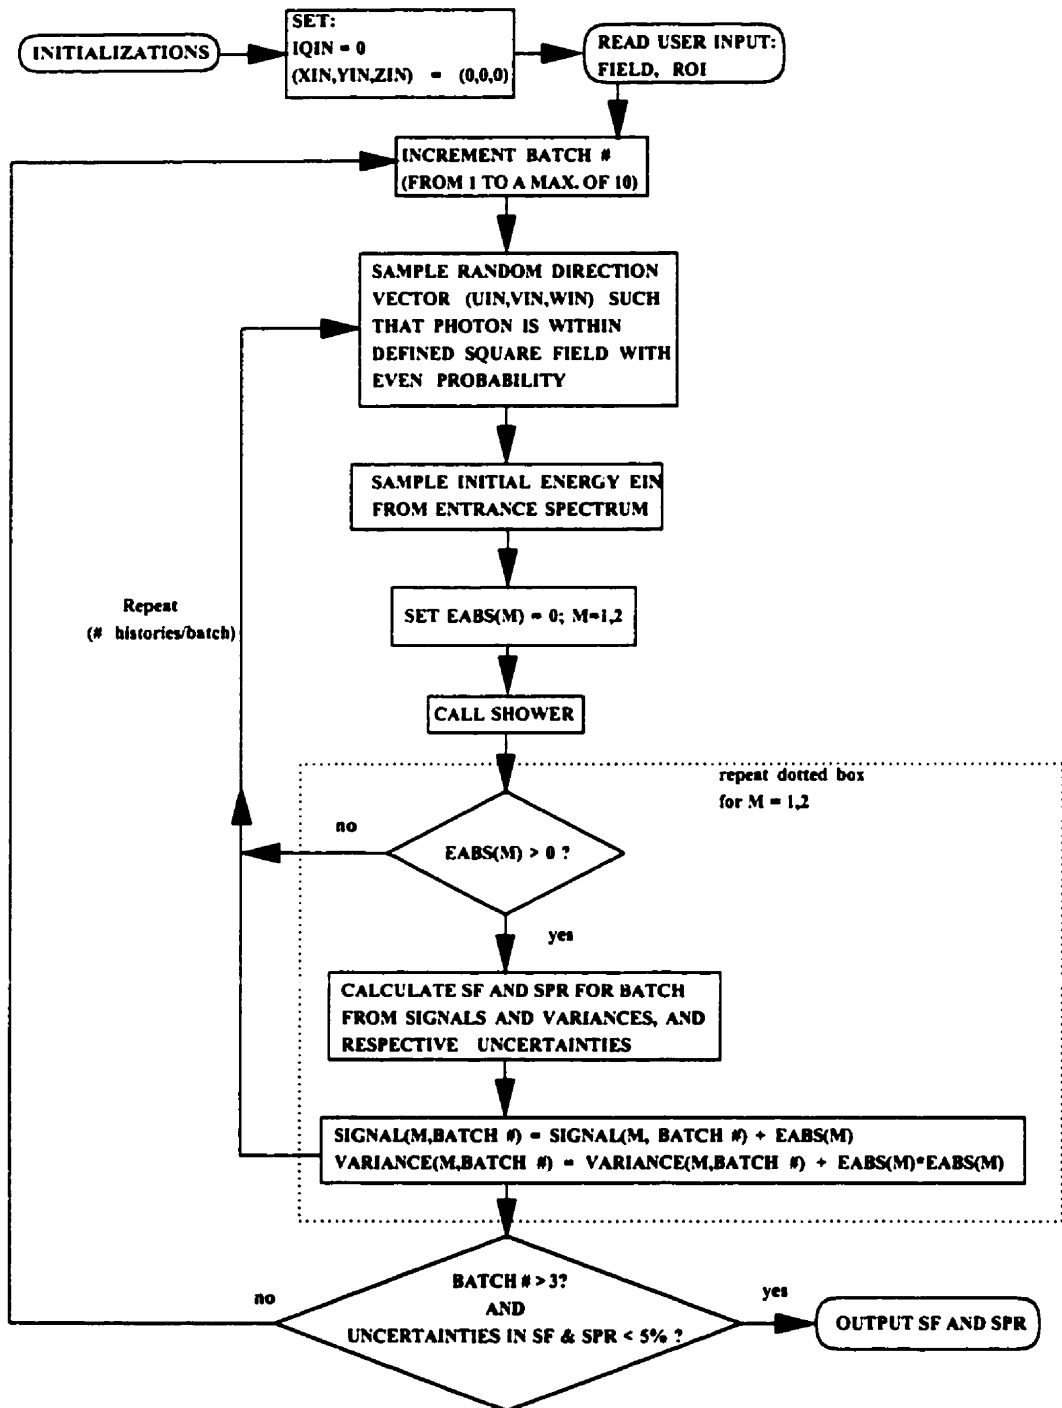 INITIALIZATIONS
SET:
IQIN = 0
(XIN,YIN,ZIN) = (0,0,0)
READ USER INPUT:
FIELD, ROI
INCREMENT BATCH #
(FROM 1 TO A MAX. OF 10)
SAMPLE RANDOM DIRECTION
VECTOR (UIN,VIN,WIN) SUCH
THAT PHOTON IS WITHIN
DEFINED SQUARE FIELD WITH
EVEN PROBABILITY
SAMPLE INITIAL ENERGY EIN
FROM ENTRANCE SPECTRUM
SET EABS(M) = 0; M=1,2
Repeat
(# histories/batch)
CALL SHOWER
repeat dotted box
for M = 1,2
no
EABS(M) > 0 ?
yes
CALCULATE SF AND SPR FOR BATCH
FROM SIGNALS AND VARIANCES, AND
RESPECTIVE UNCERTAINTIES
SIGNAL(M,BATCH #) = SIGNAL(M, BATCH #) + EABS(M)
VARIANCE(M,BATCH #) = VARIANCE(M,BATCH #) + EABS(M)*EABS(M)
no
BATCH # > 3?
AND
UNCERTAINTIES IN SF & SPR < 5% ?
yes
OUTPUT SF AND SPR